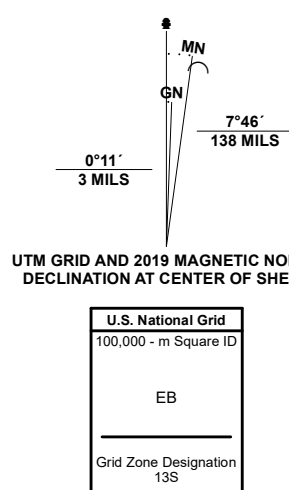 MN
GN
7°46´
138 MILS
0°11´
3 MILS
UTM GRID AND 2019 MAGNETIC NO
DECLINATION AT CENTER OF SHE
U.S. National Grid
100,000 - m Square ID
EB
Grid Zone Designation
13S